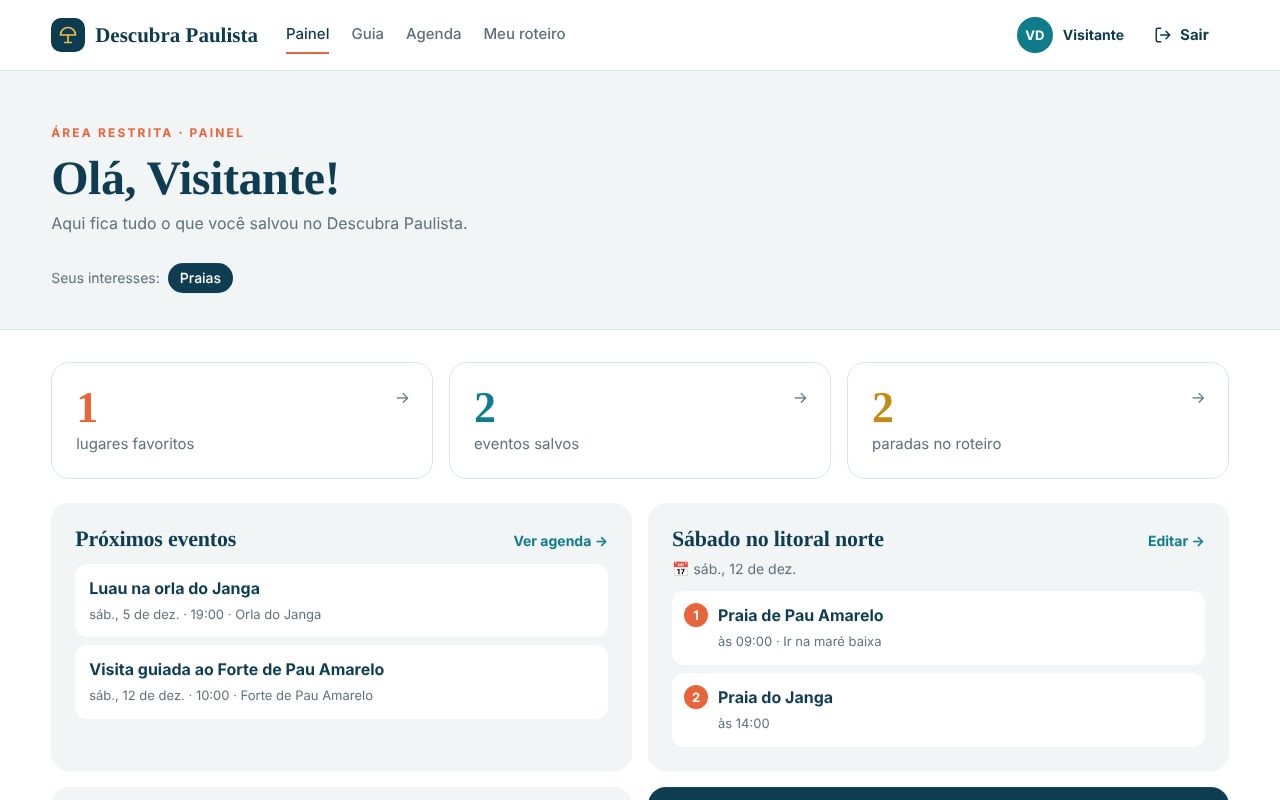 Descubra Paulista
Painel
Guia
Agenda
Meu roteiro
VD
Visitante
Sair
ÁREA RESTRITA · PAINEL
Olá, Visitante!
Aqui fica tudo o que você salvou no Descubra Paulista.
Seus interesses: Praias
1 →
lugares favoritos
2 →
eventos salvos
2 →
paradas no roteiro
Próximos eventos
Ver agenda →
Luau na orla do Janga
sáb., 5 de dez. · 19:00 · Orla do Janga
Visita guiada ao Forte de Pau Amarelo
sáb., 12 de dez. · 10:00 · Forte de Pau Amarelo
Sábado no litoral norte
Editar →
📅 sáb., 12 de dez.
1 Praia de Pau Amarelo
às 09:00 · Ir na maré baixa
2 Praia do Janga
às 14:00